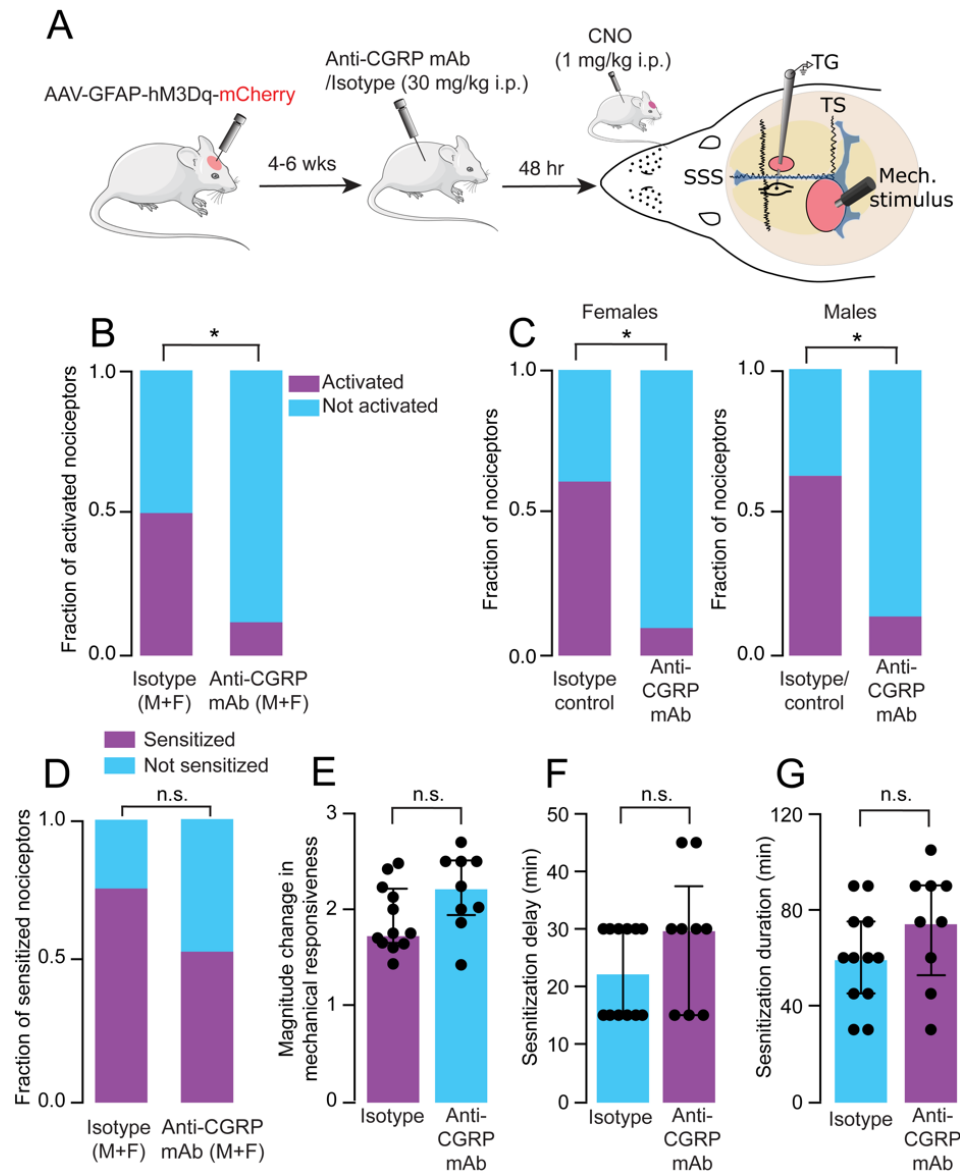 A
AAV-GFAP-hM3Dq-mCherry
4-6 wks
Anti-CGRP mAb
/Isotype (30 mg/kg i.p.)
48 hr
CNO
(1 mg/kg i.p.)
TG
TS
SSS
Mech.
stimulus
B
*
Fraction of activated nociceptors
1.0
0.5
0.0
Activated
Not activated
Isotype
(M+F)
Anti-CGRP
mAb (M+F)
C
Females
*
Fraction of nociceptors
1.0
0.5
0.0
Isotype
control
Anti-
CGRP
mAb
Males
*
Fraction of nociceptors
1.0
0.5
0.0
Isotype/
control
Anti-
CGRP
mAb
D
Sensitized
Not sensitized
n.s.
Fraction of sensitized nociceptors
1.0
0.5
0.0
Isotype
(M+F)
Anti-CGRP
mAb (M+F)
E
n.s.
Magnitude chanage in
mechanical responsiveness
3
2
1
0
Isotype
Anti-
CGRP
mAb
F
n.s.
Sesnitization delay (min)
50
40
30
20
10
0
Isotype
Anti-
CGRP
mAb
G
n.s.
Sesnitization duration (min)
120
80
40
0
Isotype
Anti-
CGRP
mAb